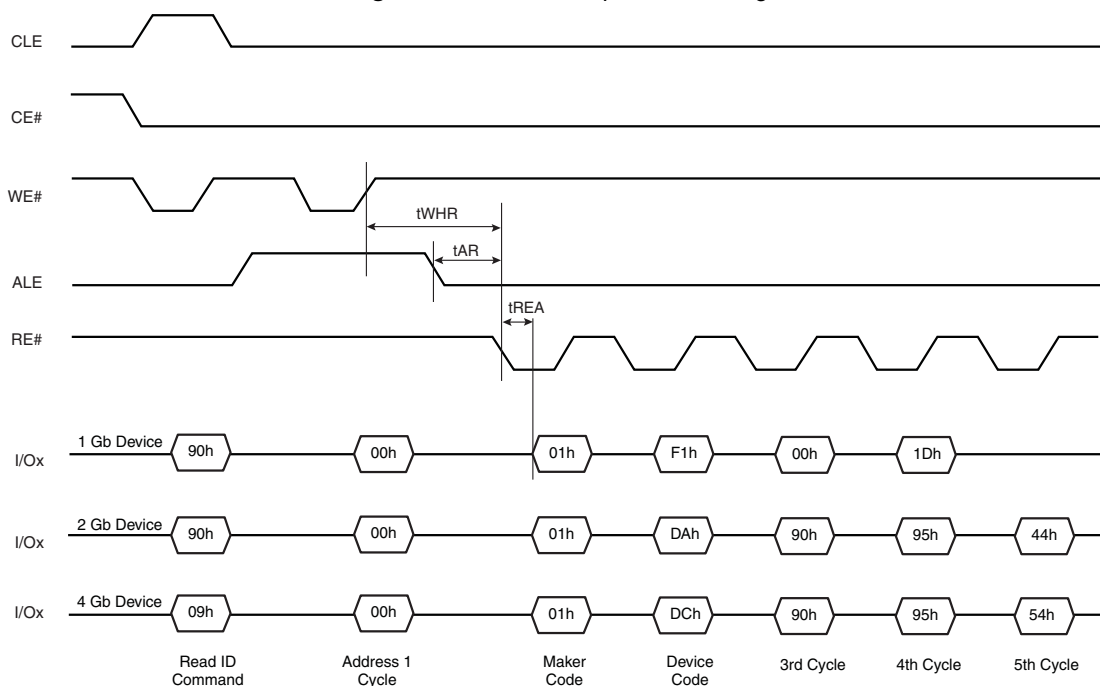 CLE
CE#
WE#
tWHR
tAR
ALE
tREA
RE#
1 Gb Device
I/Ox 90h 00h 01h F1h 00h 1Dh
2 Gb Device
I/Ox 90h 00h 01h DAh 90h 95h 44h
4 Gb Device
I/Ox 09h 00h 01h DCh 90h 95h 54h
Read ID Address 1 Maker Device 3rd Cycle 4th Cycle 5th Cycle
Command Cycle Code Code